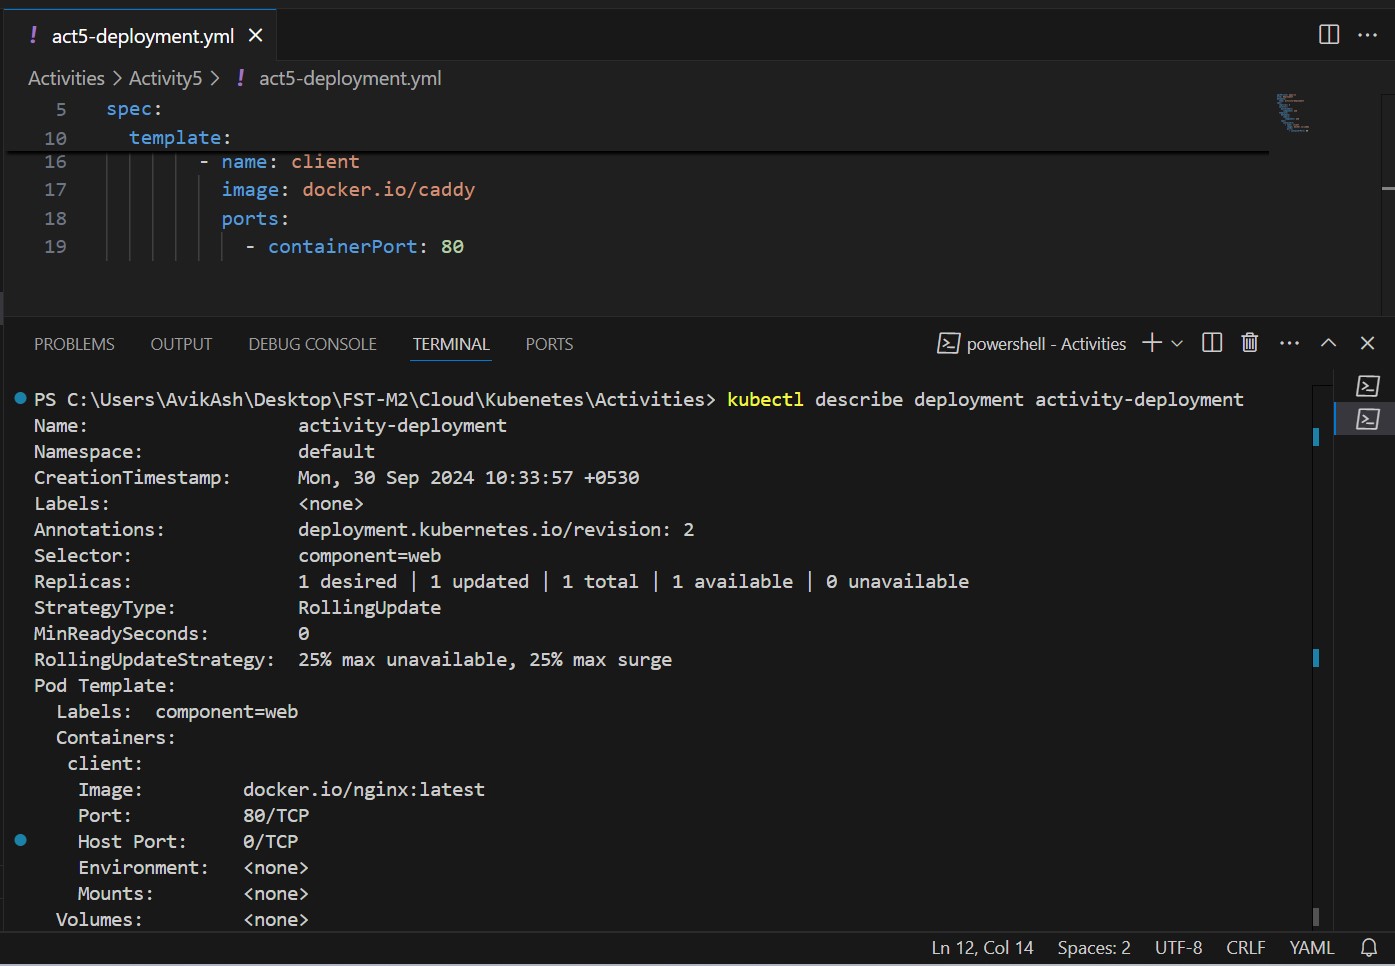 ! act5-deployment.yml
Activities > Activity5 > ! act5-deployment.yml
5 spec:
10 template:
16 - name: client
17 image: docker.io/caddy
18 ports:
19 - containerPort: 80
PROBLEMS OUTPUT DEBUG CONSOLE TERMINAL PORTS powershell - Activities
PS C:\Users\AvikAsh\Desktop\FST-M2\Cloud\Kubenetes\Activities> kubectl describe deployment activity-deployment
Name: activity-deployment
Namespace: default
CreationTimestamp: Mon, 30 Sep 2024 10:33:57 +0530
Labels: <none>
Annotations: deployment.kubernetes.io/revision: 2
Selector: component=web
Replicas: 1 desired | 1 updated | 1 total | 1 available | 0 unavailable
StrategyType: RollingUpdate
MinReadySeconds: 0
RollingUpdateStrategy: 25% max unavailable, 25% max surge
Pod Template:
Labels: component=web
Containers:
client:
Image: docker.io/nginx:latest
Port: 80/TCP
Host Port: 0/TCP
Environment: <none>
Mounts: <none>
Volumes: <none>
Ln 12, Col 14 Spaces: 2 UTF-8 CRLF YAML